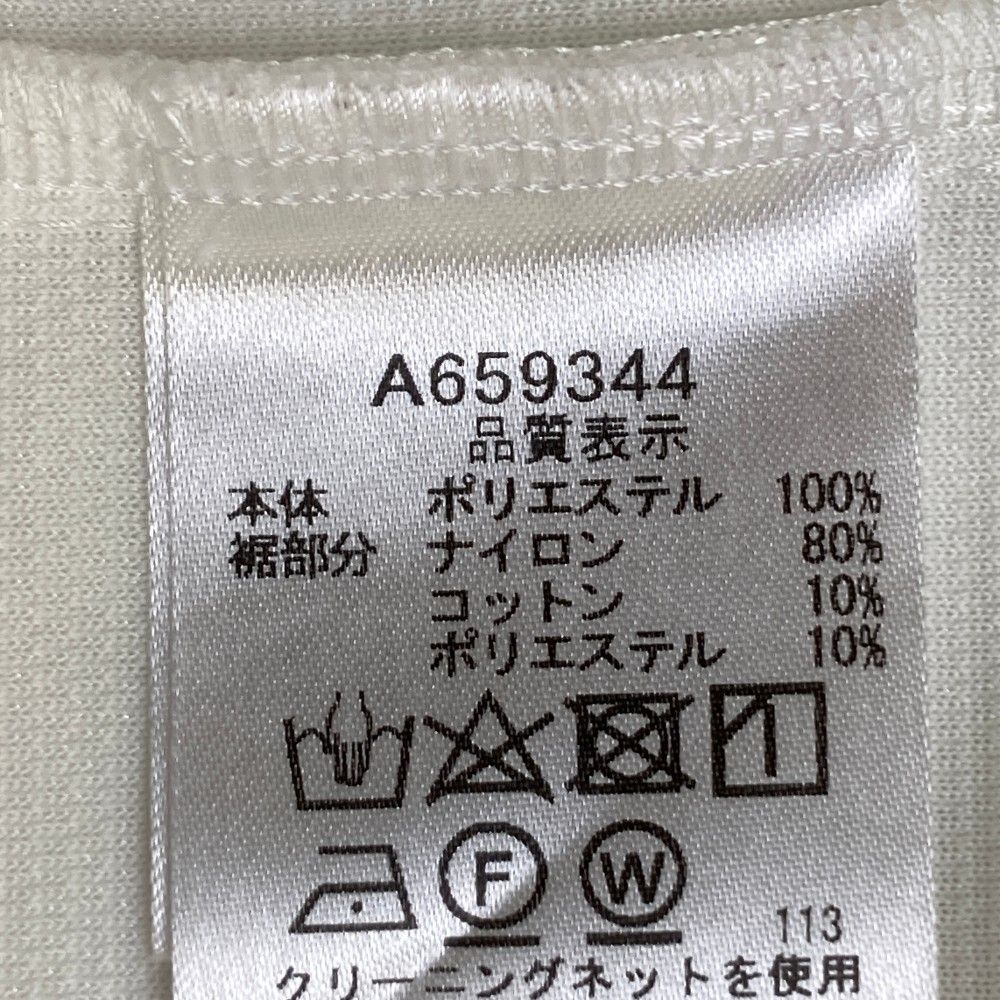 A659344
品質表示
本体 ポリエステル 100%
裾部分 ナイロン 80%
コットン 10%
ポリエステル 10%
F W
113
クリーニングネットを使用